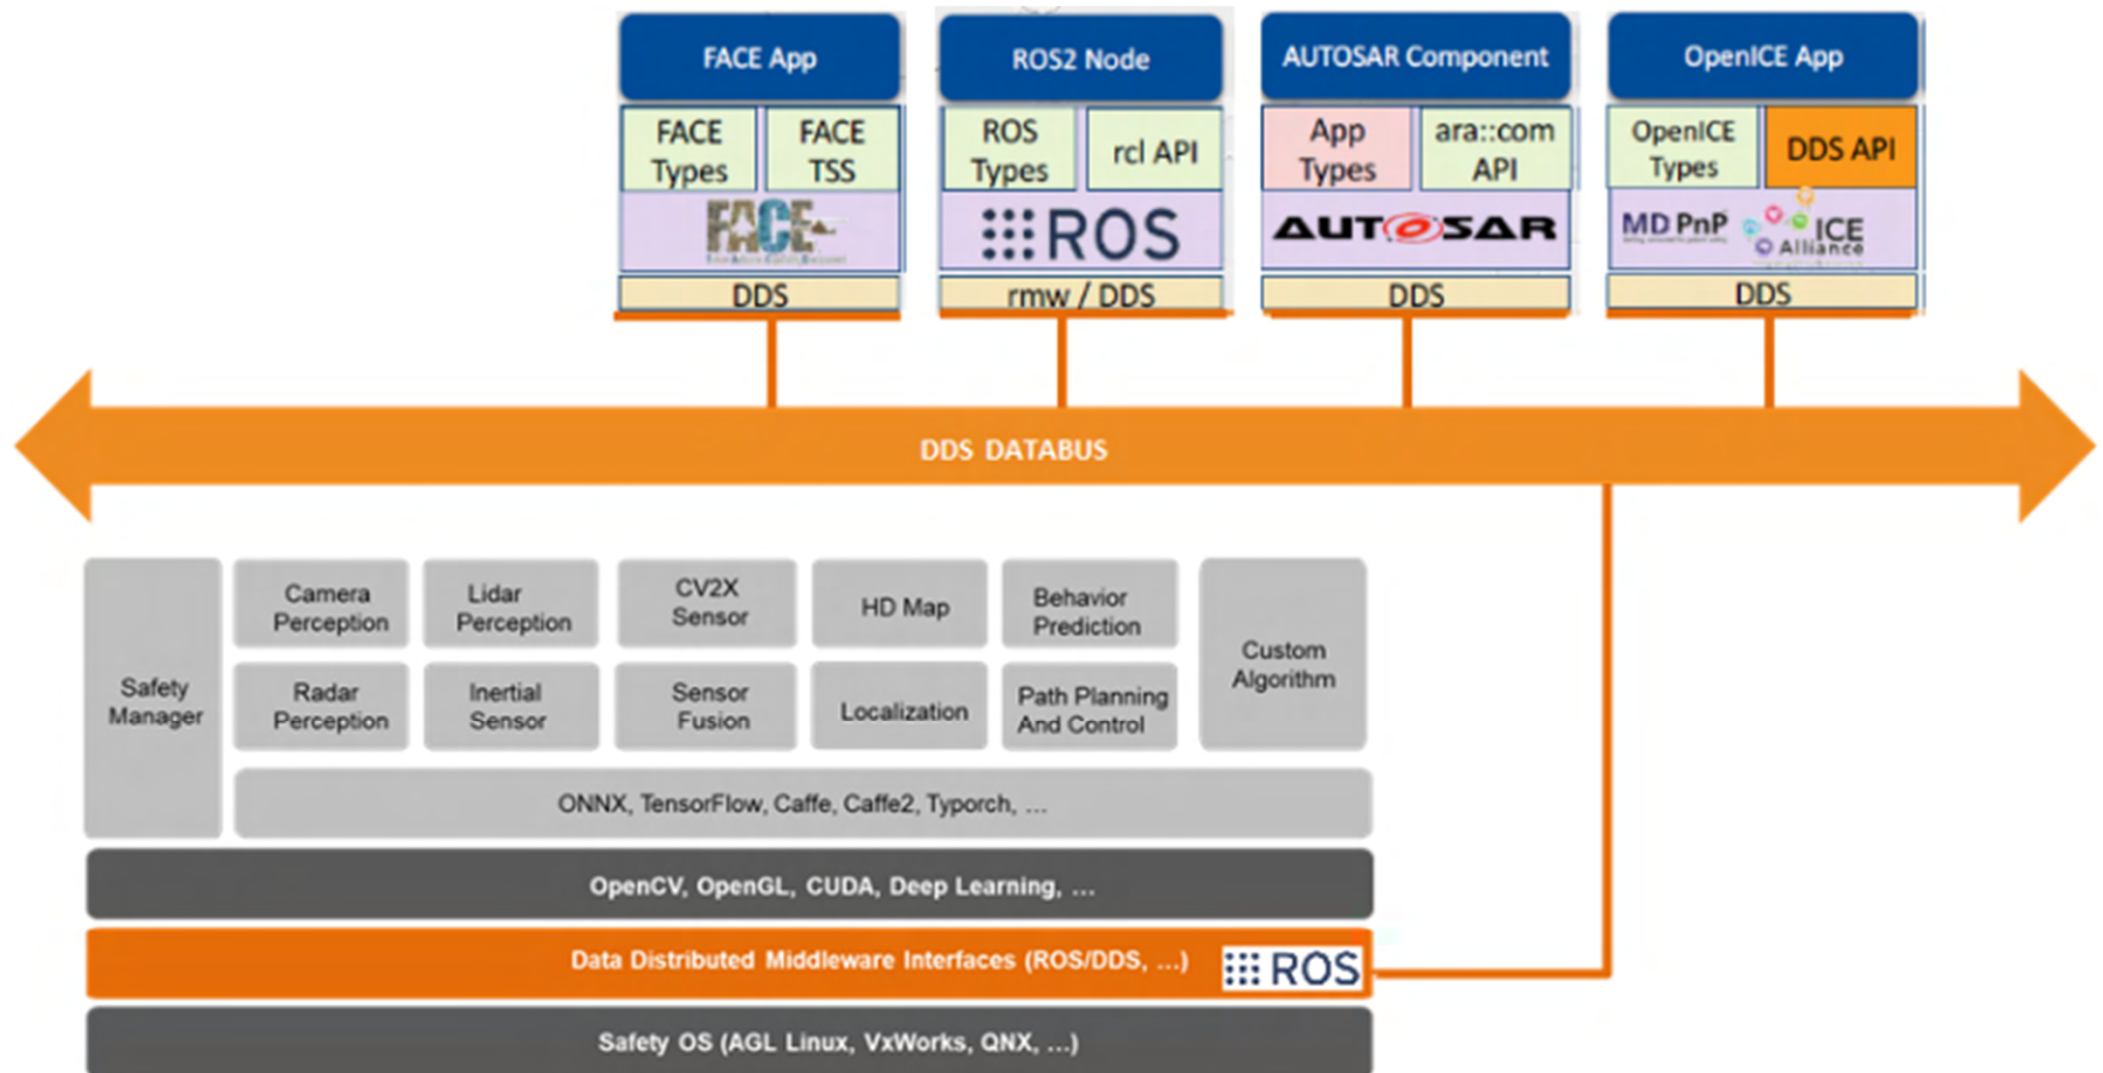 FACE App
ROS2 Node
AUTOSAR Component
OpenICE App
FACE
Types
FACE
TSS
ROS
Types
rcl API
App
Types
ara::com
API
OpenICE
Types
DDS API
FACE
ROS
AUTOSAR
MD PnP
ICE
Alliance
DDS
rmw / DDS
DDS
DDS
DDS DATABUS
Safety
Manager
Camera
Perception
Lidar
Perception
CV2X
Sensor
HD Map
Behavior
Prediction
Custom
Algorithm
Radar
Perception
Inertial
Sensor
Sensor
Fusion
Localization
Path Planning
And Control
ONNX, TensorFlow, Caffe, Caffe2, Typorch, ...
OpenCV, OpenGL, CUDA, Deep Learning, ...
Data Distributed Middleware Interfaces (ROS/DDS, ...)
ROS
Safety OS (AGL Linux, VxWorks, QNX, ...)